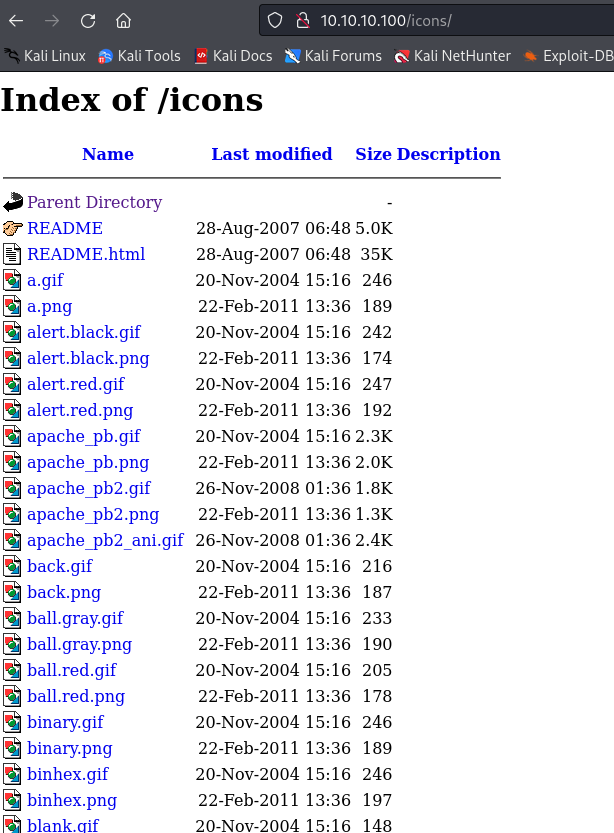 10.10.10.100/icons/
Kali Linux Kali Tools Kali Docs Kali Forums Kali NetHunter Exploit-DB
Index of /icons
Name Last modified Size Description
Parent Directory -
README 28-Aug-2007 06:48 5.0K
README.html 28-Aug-2007 06:48 35K
a.gif 20-Nov-2004 15:16 246
a.png 22-Feb-2011 13:36 189
alert.black.gif 20-Nov-2004 15:16 242
alert.black.png 22-Feb-2011 13:36 174
alert.red.gif 20-Nov-2004 15:16 247
alert.red.png 22-Feb-2011 13:36 192
apache_pb.gif 20-Nov-2004 15:16 2.3K
apache_pb.png 22-Feb-2011 13:36 2.0K
apache_pb2.gif 26-Nov-2008 01:36 1.8K
apache_pb2.png 22-Feb-2011 13:36 1.3K
apache_pb2_ani.gif 26-Nov-2008 01:36 2.4K
back.gif 20-Nov-2004 15:16 216
back.png 22-Feb-2011 13:36 187
ball.gray.gif 20-Nov-2004 15:16 233
ball.gray.png 22-Feb-2011 13:36 190
ball.red.gif 20-Nov-2004 15:16 205
ball.red.png 22-Feb-2011 13:36 178
binary.gif 20-Nov-2004 15:16 246
binary.png 22-Feb-2011 13:36 189
binhex.gif 20-Nov-2004 15:16 246
binhex.png 22-Feb-2011 13:36 197
blank.gif 20-Nov-2004 15:16 148